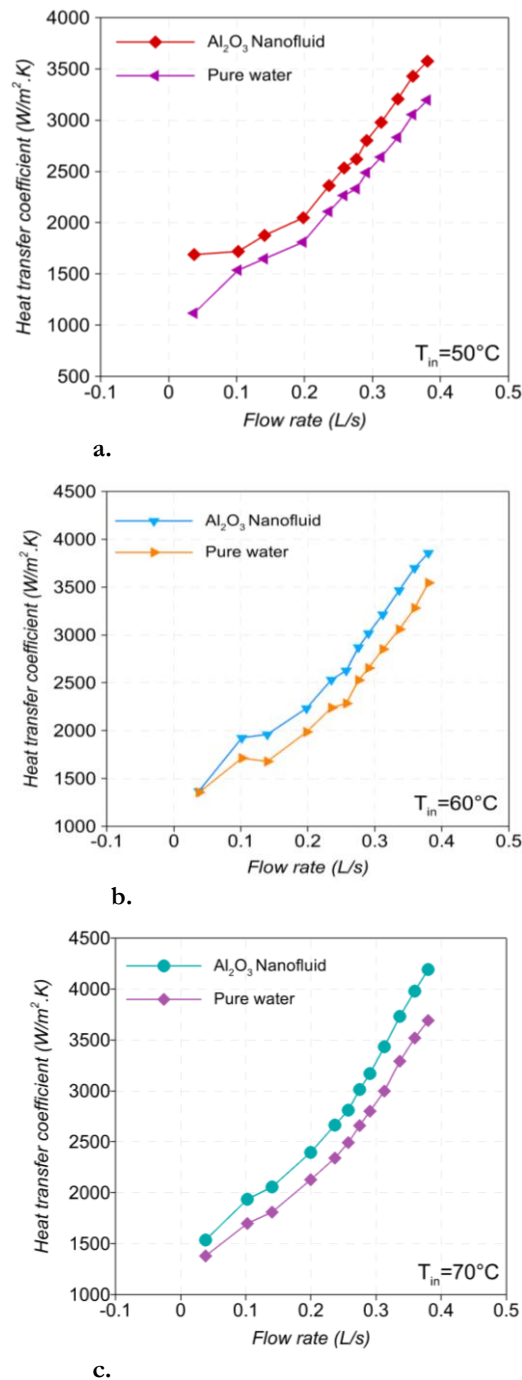 4000
3500
3000
2500
2000
1500
1000
500
Heat transfer coefficient (W/m².K)
Al₂O₃ Nanofluid
Pure water
T_in=50°C
-0.1 0 0.1 0.2 0.3 0.4 0.5
Flow rate (L/s)
a.
4500
4000
3500
3000
2500
2000
1500
1000
Heat transfer coefficient (W/m².K)
Al₂O₃ Nanofluid
Pure water
T_in=60°C
-0.1 0 0.1 0.2 0.3 0.4 0.5
Flow rate (L/s)
b.
4500
4000
3500
3000
2500
2000
1500
1000
Heat transfer coefficient (W/m².K)
Al₂O₃ Nanofluid
Pure water
T_in=70°C
-0.1 0 0.1 0.2 0.3 0.4 0.5
Flow rate (L/s)
c.